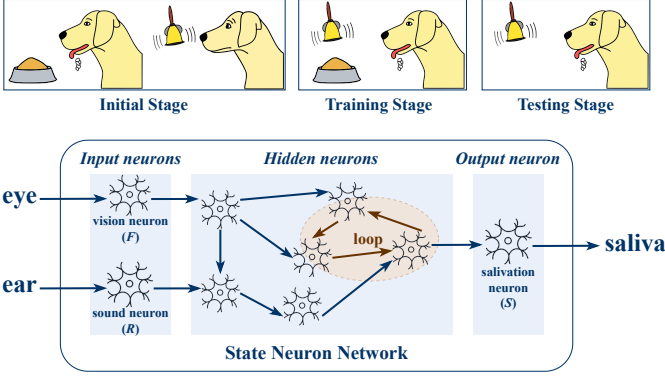 Initial Stage
Training Stage
Testing Stage
Input neurons
Hidden neurons
Output neuron
eye
vision neuron
(F)
loop
saliva
salivation
neuron
(S)
ear
sound neuron
(R)
State Neuron Network